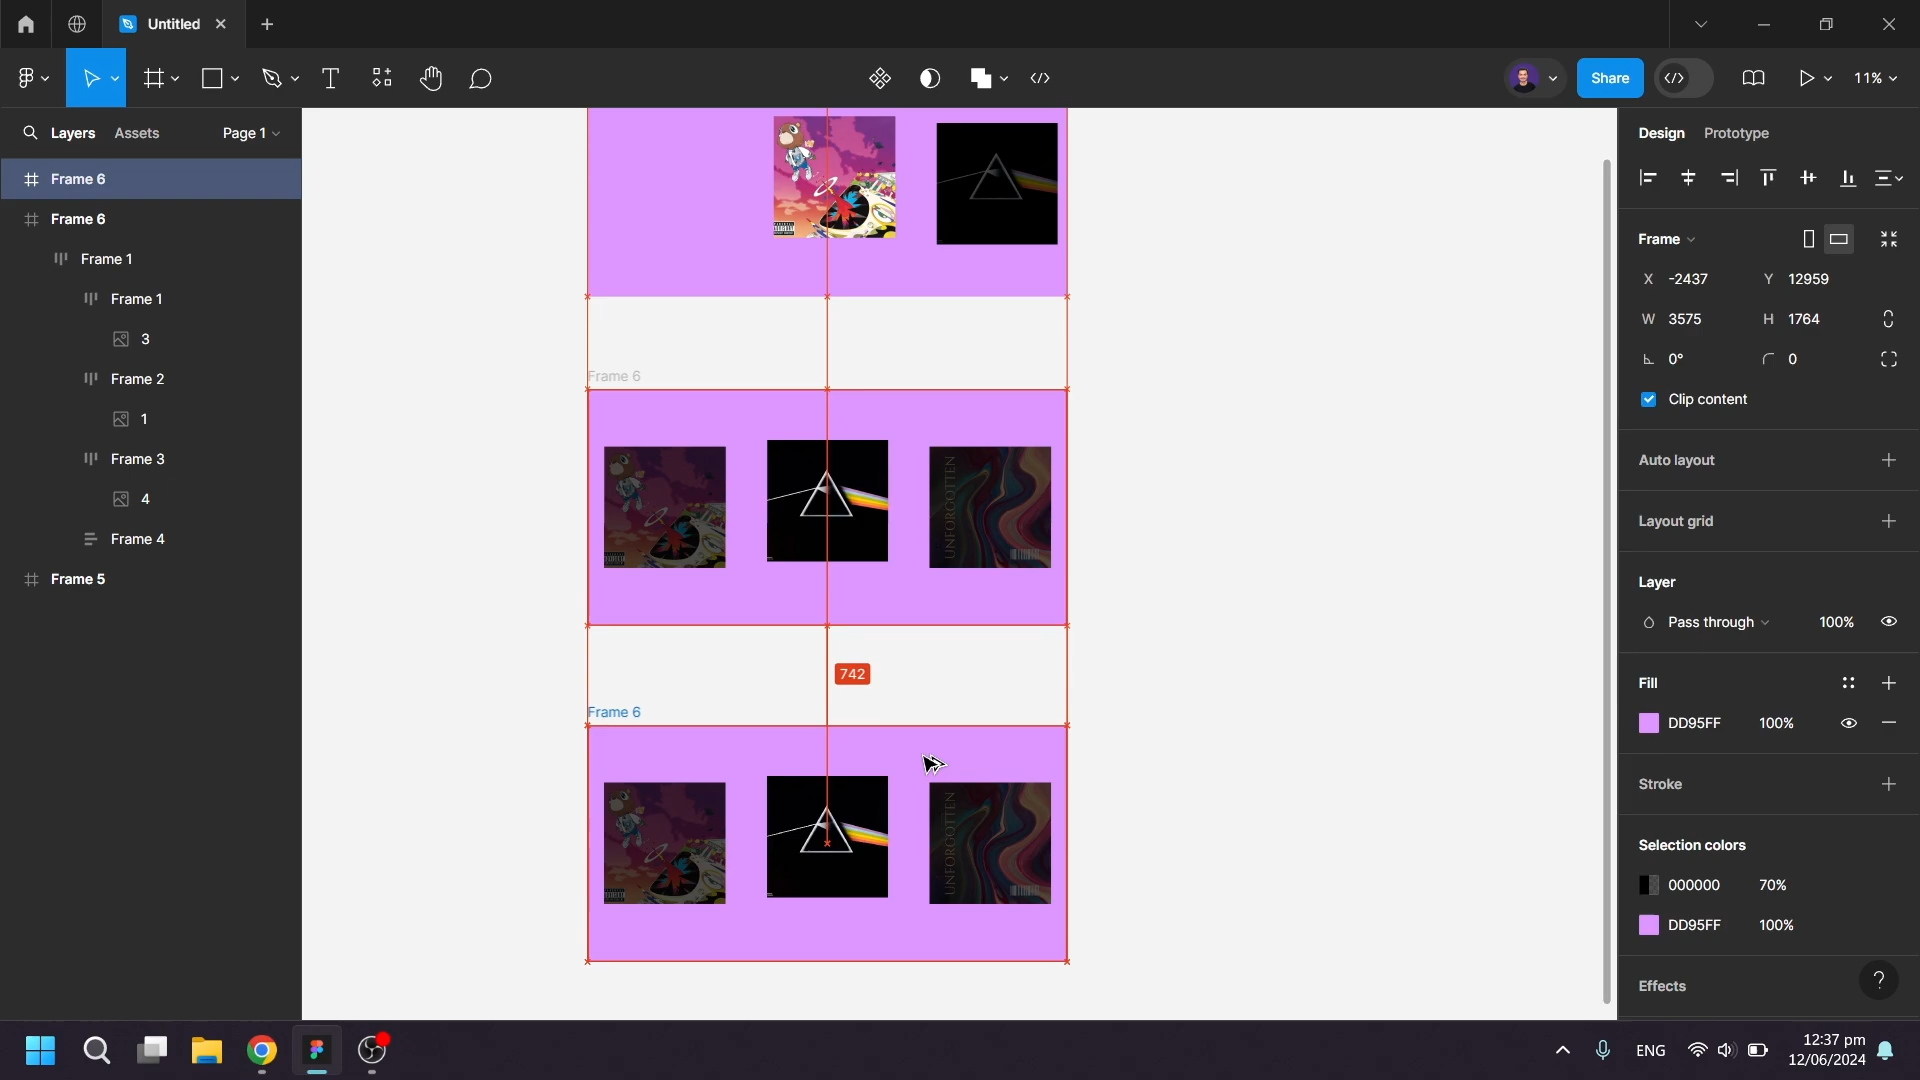 Untitled
Share
11%
Layers
Assets
Page 1
Frame 6
Frame 6
Frame 1
Frame 1
3
Frame 2
1
Frame 3
4
Frame 4
Frame 5
Frame 6
UNFORGOTTEN
742
Frame 6
UNFORGOTTEN
Design
Prototype
Frame
X -2437 Y 12959
W 3575 H 1764
0° 0
Clip content
Auto layout
Layout grid
Layer
Pass through 100%
Fill
DD95FF 100%
Stroke
Selection colors
000000 70%
DD95FF 100%
Effects
?
ENG
12:37 pm
12/06/2024